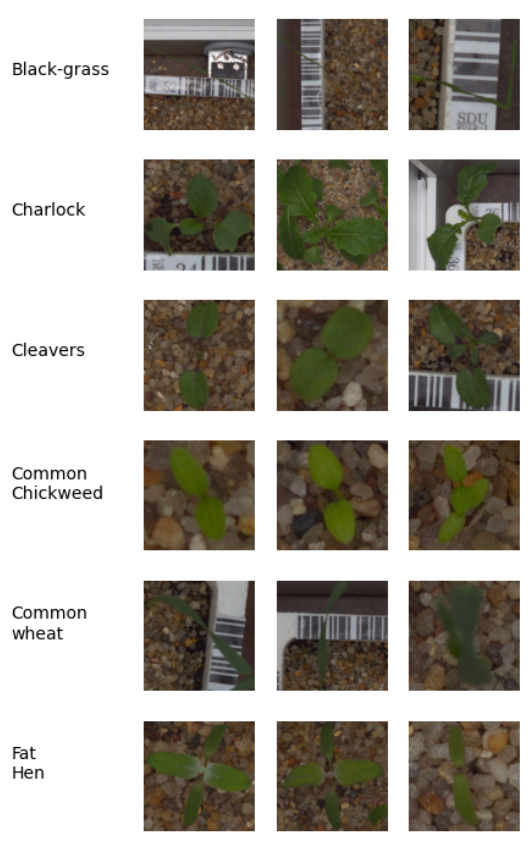 Black-grass
SDU
Charlock
Cleavers
Common
Chickweed
Common
wheat
Fat
Hen